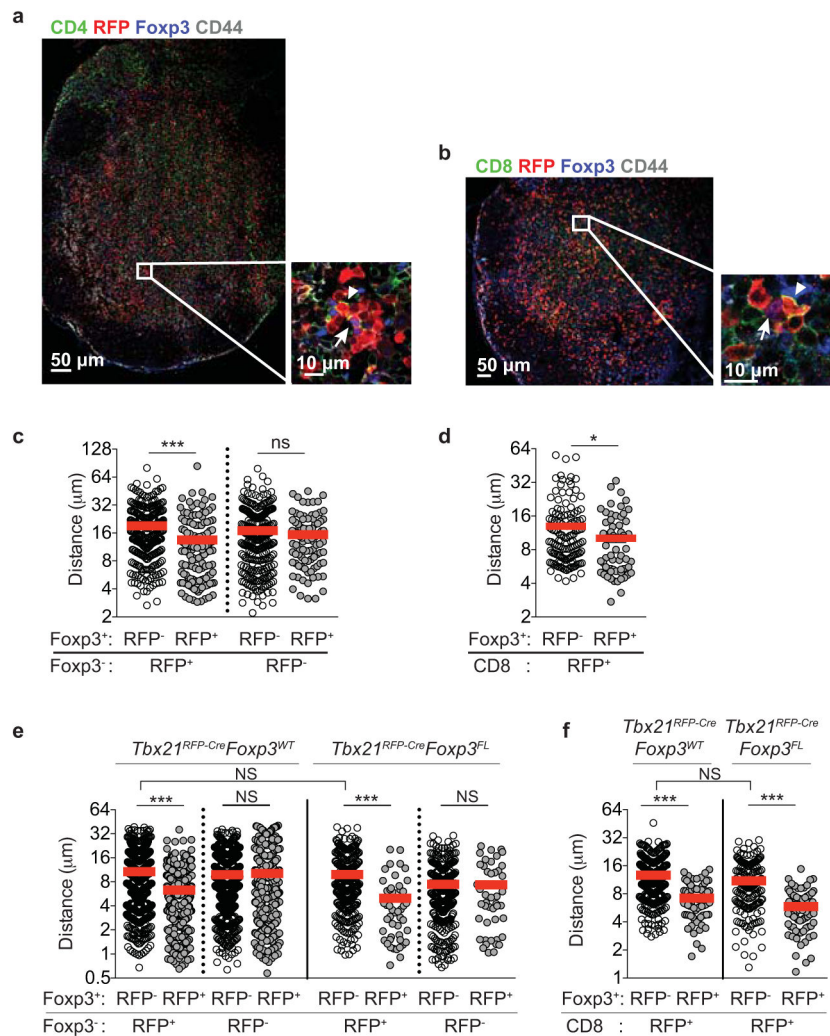 a
CD4 RFP Foxp3 CD44
50 µm
10 µm
b
CD8 RFP Foxp3 CD44
50 µm
10 µm
c
*** ns
128
64
32
16
8
4
2
Distance (µm)
Foxp3⁺: RFP⁻ RFP⁺ RFP⁻ RFP⁺
Foxp3⁻: RFP⁺ RFP⁻
d
*
64
32
16
8
4
2
Distance (µm)
Foxp3⁺: RFP⁻ RFP⁺
CD8 : RFP⁺
e
Tbx21ᴿᶠᴾ⁻ᶜʳᵉFoxp3ᵂᵀ Tbx21ᴿᶠᴾ⁻ᶜʳᵉFoxp3ᶠᴸ
NS
*** NS *** NS
64
32
16
8
4
2
1
0.5
Distance (µm)
Foxp3⁺: RFP⁻ RFP⁺ RFP⁻ RFP⁺ RFP⁻ RFP⁺ RFP⁻ RFP⁺
Foxp3⁻: RFP⁺ RFP⁻ RFP⁺ RFP⁻
f
Tbx21ᴿᶠᴾ⁻ᶜʳᵉ Tbx21ᴿᶠᴾ⁻ᶜʳᵉ
Foxp3ᵂᵀ Foxp3ᶠᴸ
NS
*** ***
64
32
16
8
4
2
1
Distance (µm)
Foxp3⁺: RFP⁻ RFP⁺ RFP⁻ RFP⁺
CD8 : RFP⁺ RFP⁺